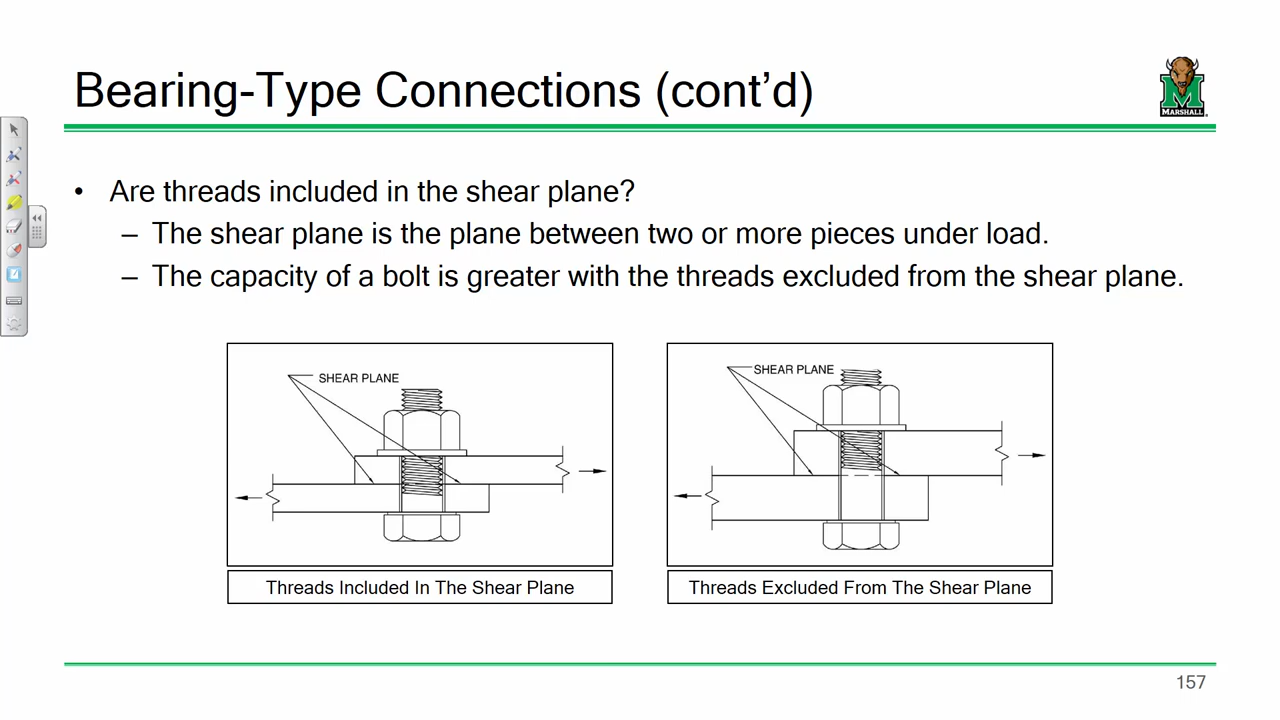 Bearing-Type Connections (cont’d)
MARSHALL
• Are threads included in the shear plane?
– The shear plane is the plane between two or more pieces under load.
– The capacity of a bolt is greater with the threads excluded from the shear plane.
SHEAR PLANE
SHEAR PLANE
Threads Included In The Shear Plane
Threads Excluded From The Shear Plane
157